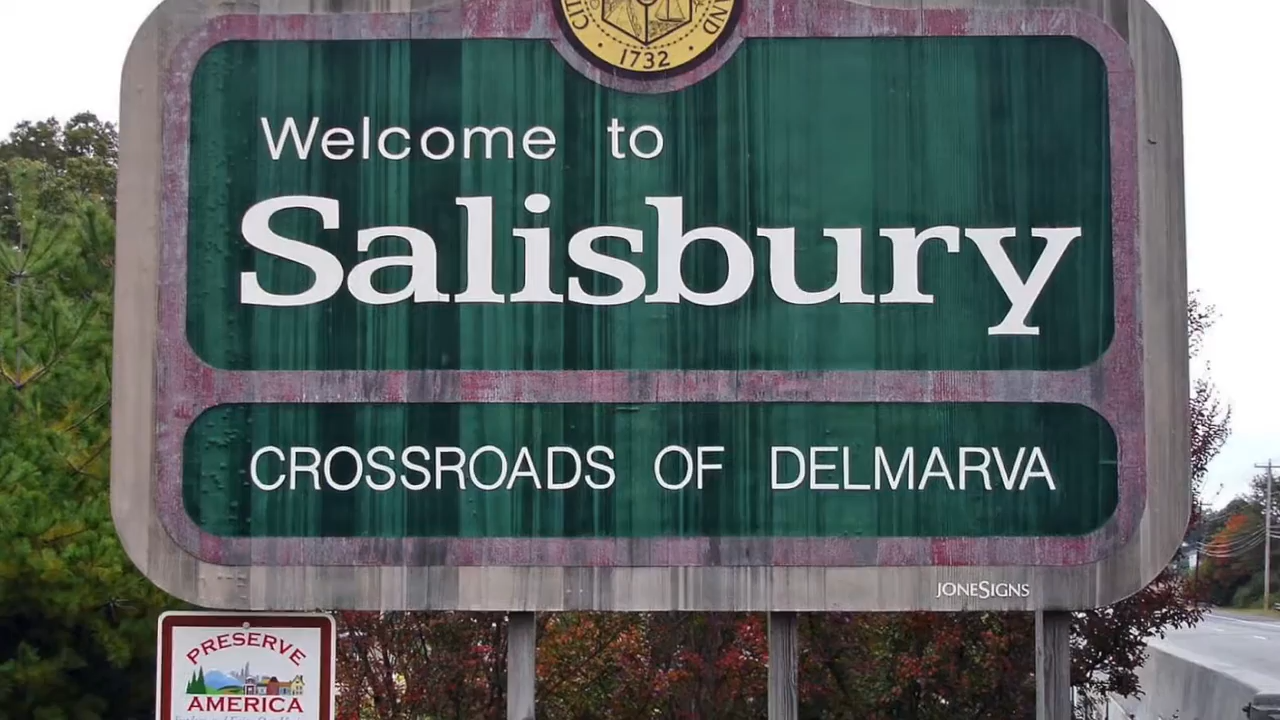 1732
Welcome to
Salisbury
CROSSROADS OF DELMARVA
JONESIGNS
PRESERVE
AMERICA